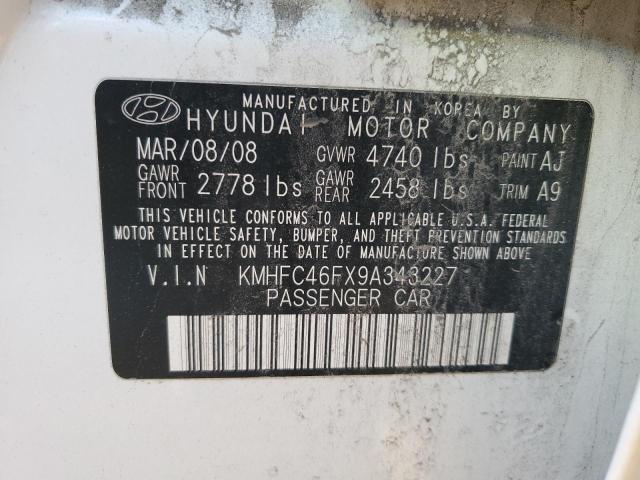 MANUFACTURED IN KOREA BY
HYUNDAI MOTOR COMPANY
MAR/08/08 GVWR 4740 lbs PAINT AJ
GAWR FRONT 2778 lbs GAWR REAR 2458 lbs TRIM A9
THIS VEHICLE CONFORMS TO ALL APPLICABLE U.S.A. FEDERAL
MOTOR VEHICLE SAFETY, BUMPER, AND THEFT PREVENTION STANDARDS
IN EFFECT ON THE DATE OF MANUFACTURE SHOWN ABOVE
V.I.N KMHFC46FX9A343227
PASSENGER CAR